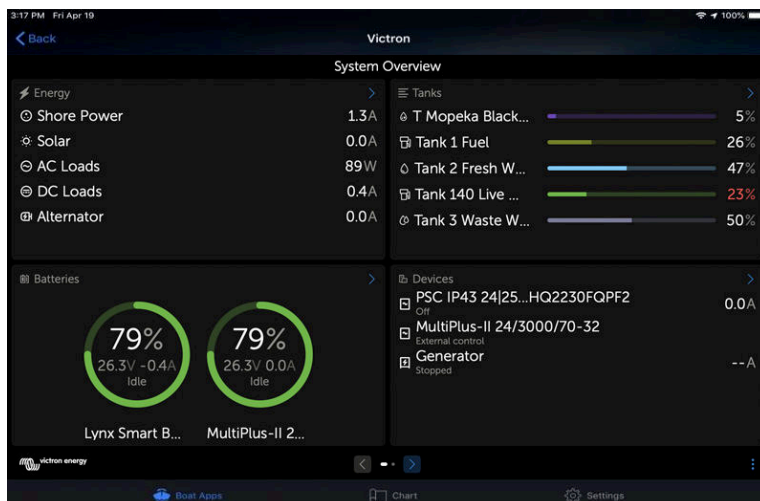 3:17 PM Fri Apr 19 100%
Back Victron
System Overview
Energy
Shore Power 1.3A
Solar 0.0A
AC Loads 89W
DC Loads 0.4A
Alternator 0.0A
Tanks
T Mopeka Black... 5%
Tank 1 Fuel 26%
Tank 2 Fresh W... 47%
Tank 140 Live ... 23%
Tank 3 Waste W... 50%
Batteries
79% 79%
26.3V -0.4A 26.3V 0.0A
Idle Idle
Lynx Smart B... MultiPlus-II 2...
Devices
PSC IP43 24|25...HQ2230FQPF2 0.0A
Off
MultiPlus-II 24/3000/70-32
External control
Generator --A
Stopped
victron energy
Boat Apps Chart Settings